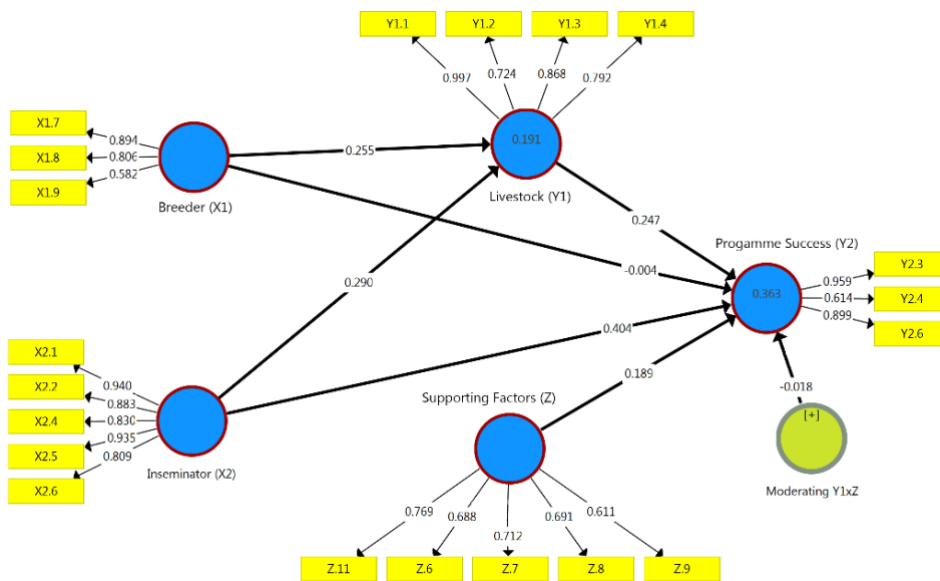 Y1.1
Y1.2
Y1.3
Y1.4
0.997
0.724
0.868
0.792
X1.7
X1.8
X1.9
0.894
0.806
0.582
Breeder (X1)
0.255
0.191
Livestock (Y1)
0.247
Progamme Success (Y2)
-0.004
0.363
0.959
0.614
0.899
Y2.3
Y2.4
Y2.6
0.290
0.404
X2.1
X2.2
X2.4
X2.5
X2.6
0.940
0.883
0.830
0.935
0.809
Inseminator (X2)
Supporting Factors (Z)
0.189
-0.018
[+]
Moderating Y1xZ
0.769
0.688
0.712
0.691
0.611
Z.11
Z.6
Z.7
Z.8
Z.9